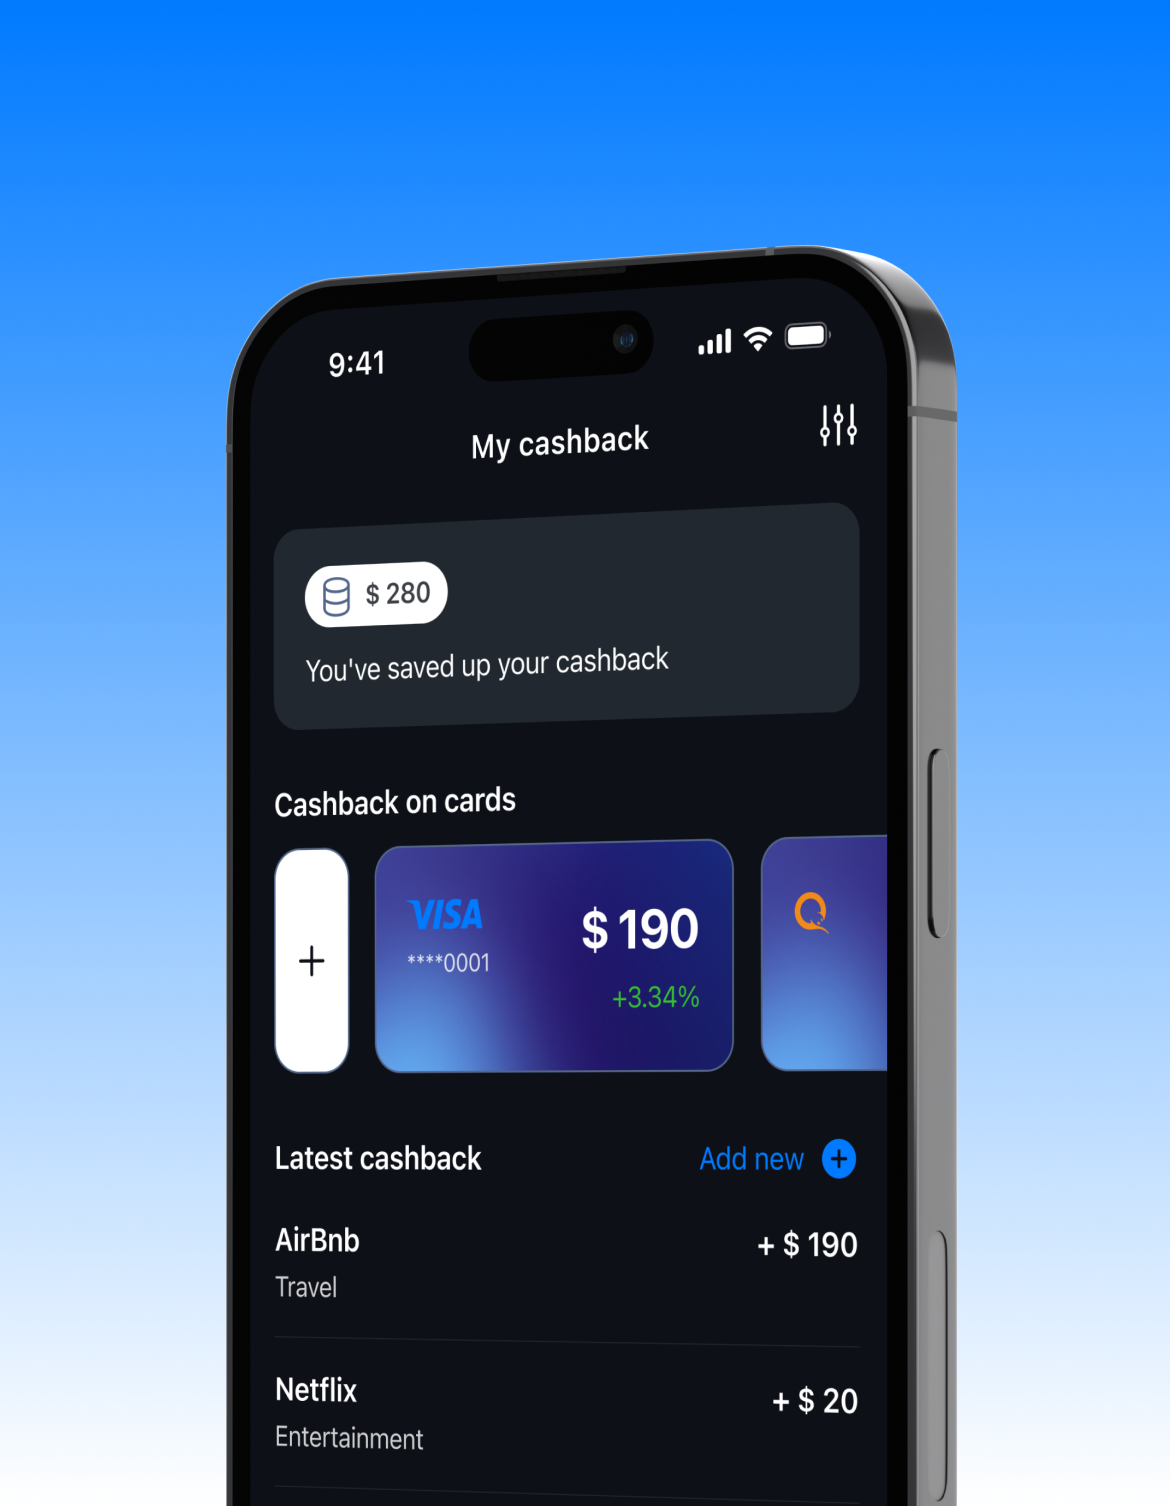 9:41
My cashback
$ 280
You've saved up your cashback
Cashback on cards
+
VISA
$ 190
****0001
+3.34%
Latest cashback
Add new +
AirBnb
+ $ 190
Travel
Netflix
+ $ 20
Entertainment